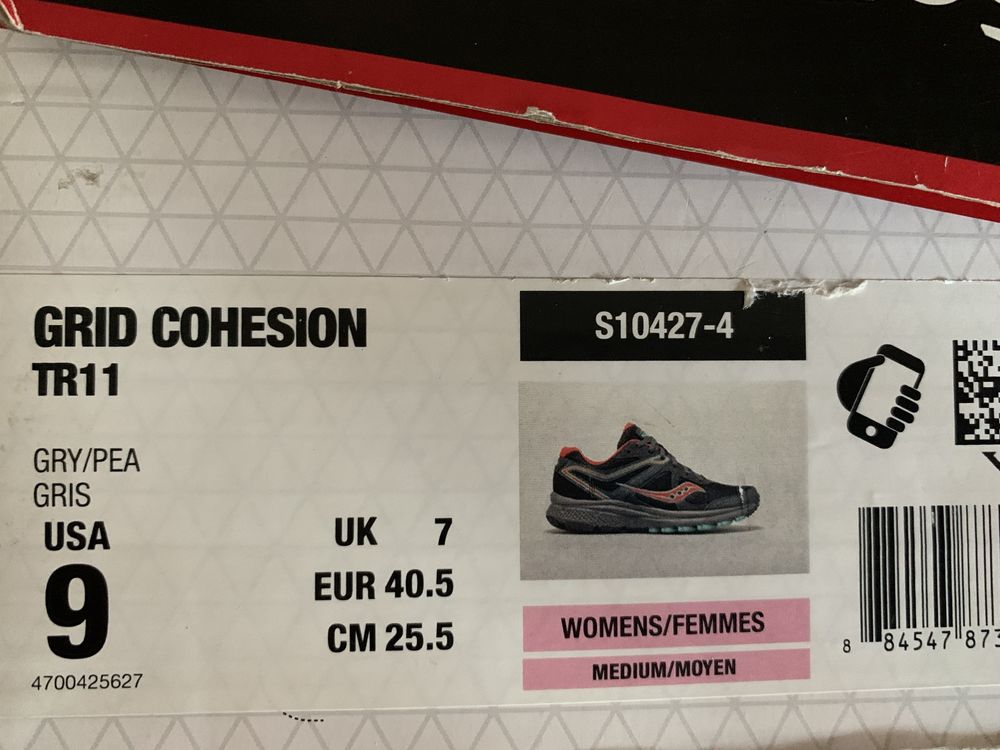 GRID COHESION
TR11
GRY/PEA
GRIS
USA
9
4700425627
UK 7
EUR 40.5
CM 25.5
S10427-4
WOMENS/FEMMES
MEDIUM/MOYEN
8 84547 873